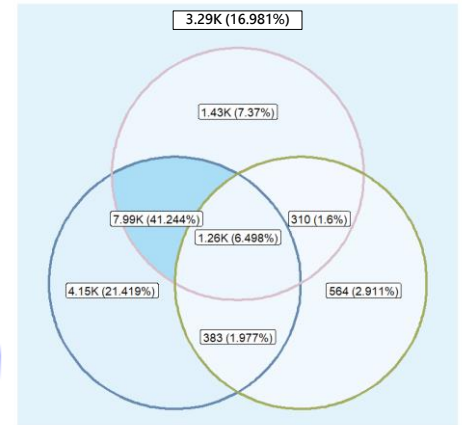 3.29K (16.981%)
1.43K (7.37%)
7.99K (41.244%)
310 (1.6%)
1.26K (6.498%)
4.15K (21.419%)
564 (2.911%)
383 (1.977%)